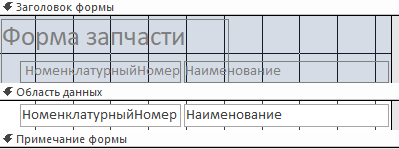 Заголовок формы
Форма запчасти
НоменклатурныйНомер Наименование
Область данных
НоменклатурныйНомер Наименование
Примечание формы